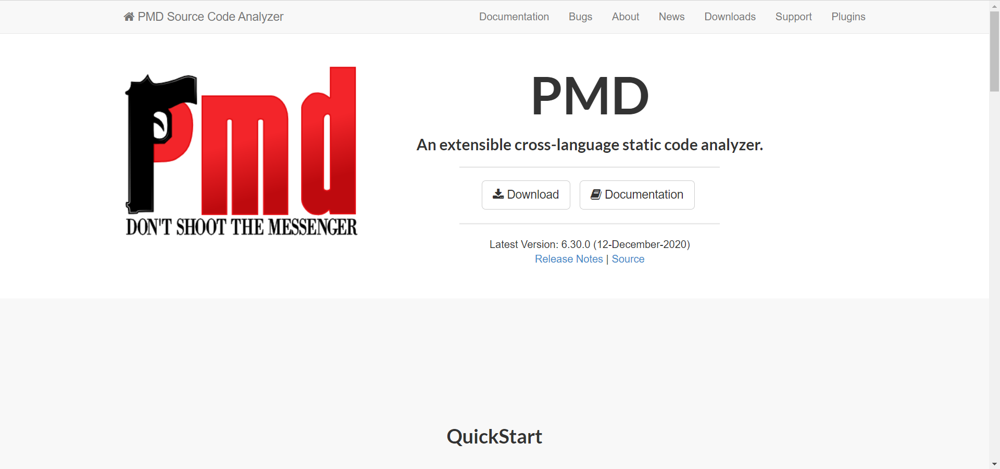 PMD Source Code Analyzer
Documentation Bugs About News Downloads Support Plugins
Pmd
DON'T SHOOT THE MESSENGER
PMD
An extensible cross-language static code analyzer.
Download Documentation
Latest Version: 6.30.0 (12-December-2020)
Release Notes | Source
QuickStart